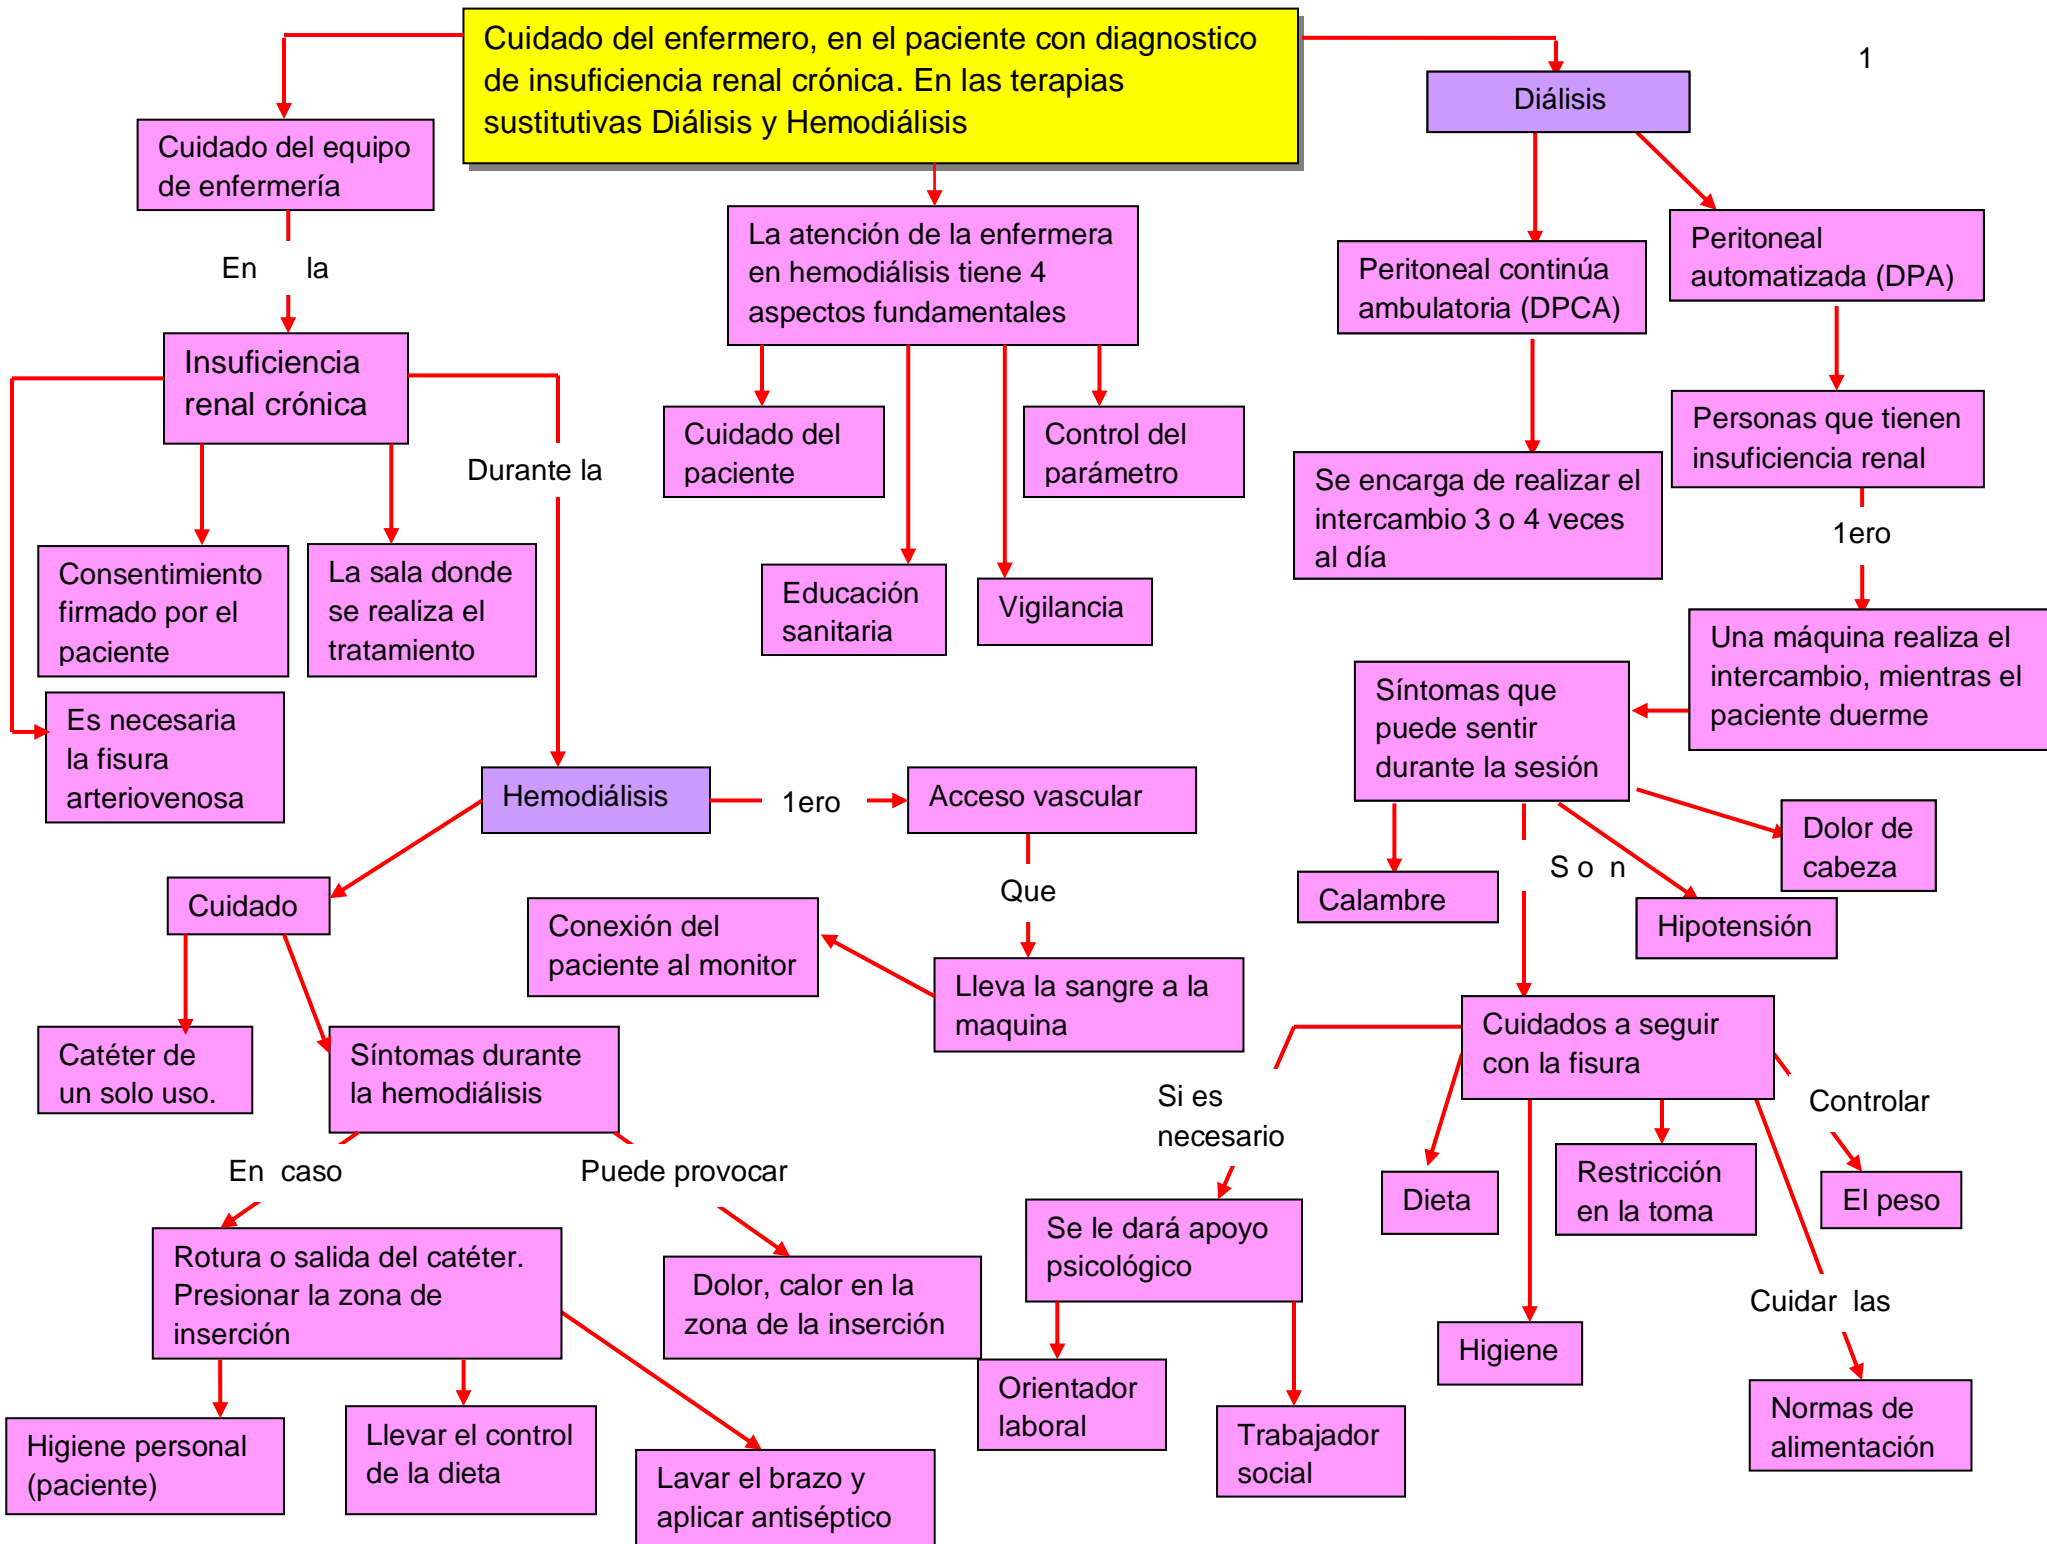 Cuidado del enfermero, en el paciente con diagnostico
de insuficiencia renal crónica. En las terapias
sustitutivas Diálisis y Hemodiálisis
1
Diálisis
Cuidado del equipo
de enfermería
La atención de la enfermera
en hemodiálisis tiene 4
aspectos fundamentales
Peritoneal continúa
ambulatoria (DPCA)
Peritoneal
automatizada (DPA)
En la
Insuficiencia
renal crónica
Durante la
Cuidado del
paciente
Control del
parámetro
Se encarga de realizar el
intercambio 3 o 4 veces
al día
Personas que tienen
insuficiencia renal
1ero
Consentimiento
firmado por el
paciente
La sala donde
se realiza el
tratamiento
Educación
sanitaria
Vigilancia
Una máquina realiza el
intercambio, mientras el
paciente duerme
Síntomas que
puede sentir
durante la sesión
Es necesaria
la fisura
arteriovenosa
Hemodiálisis
1ero
Acceso vascular
Dolor de
cabeza
S o n
Calambre
Hipotensión
Cuidado
Que
Conexión del
paciente al monitor
Lleva la sangre a la
maquina
Cuidados a seguir
con la fisura
Catéter de
un solo uso.
Síntomas durante
la hemodiálisis
Si es
necesario
Controlar
En caso
Puede provocar
Dieta
Restricción
en la toma
El peso
Se le dará apoyo
psicológico
Rotura o salida del catéter.
Presionar la zona de
inserción
Dolor, calor en la
zona de la inserción
Cuidar las
Higiene
Orientador
laboral
Trabajador
social
Normas de
alimentación
Higiene personal
(paciente)
Llevar el control
de la dieta
Lavar el brazo y
aplicar antiséptico